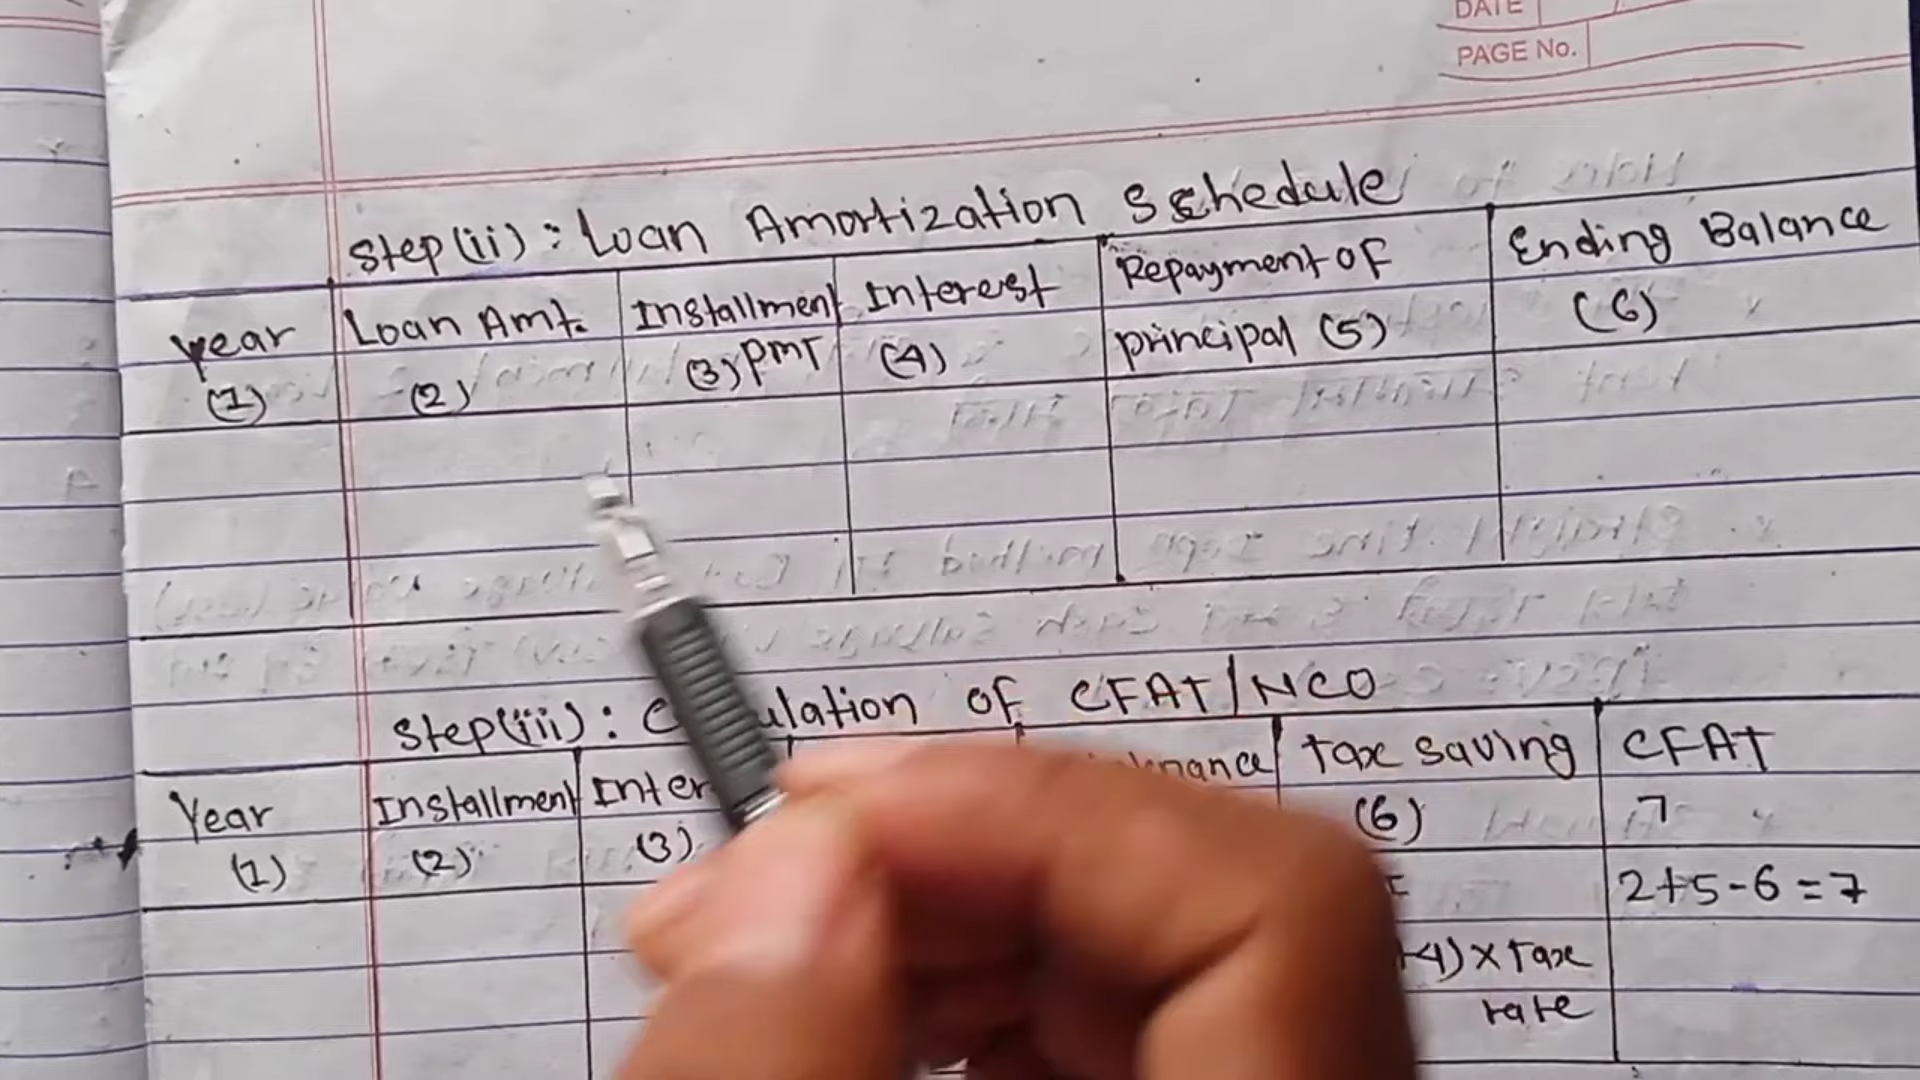 DATE
PAGE No.
Step(ii): Loan Amortization Schedule
Year (1) Loan Amt. (2) Installment (3) PMT Interest (4) Repayment of principal (5) Ending Balance (6)
Step(iii): of CFAT/NCO
Year (1) Installment (2) (3) Tax saving (6) CFAT 7
2+5-6=7
4) x Tax
rate